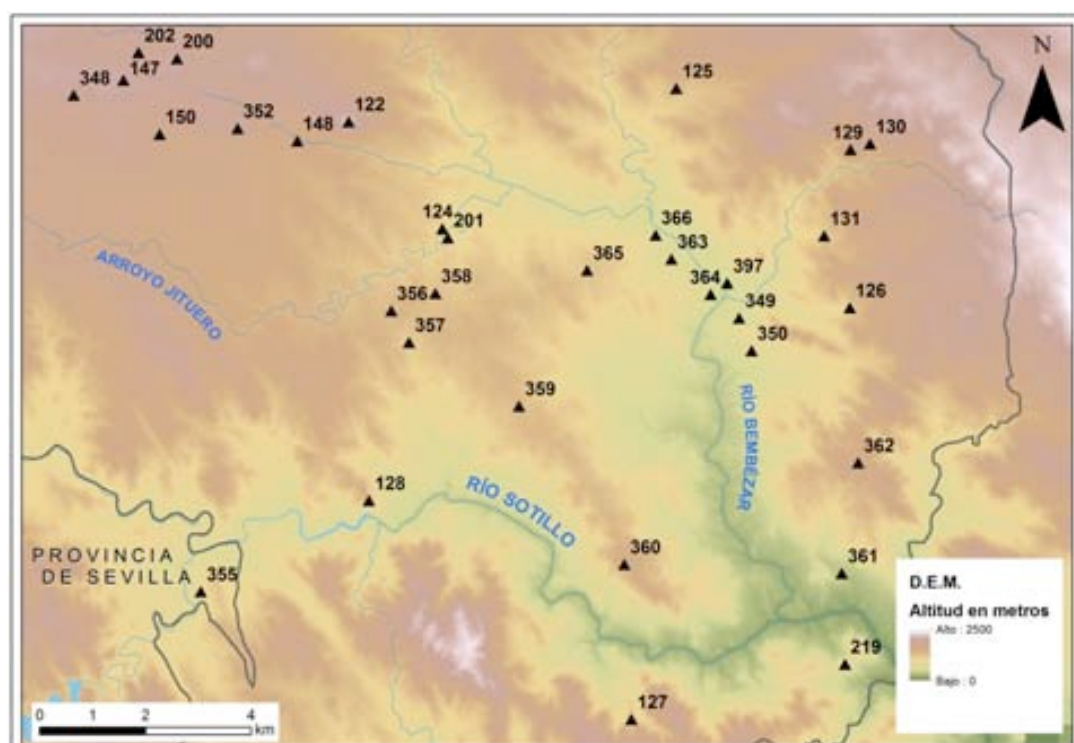 202
200
N
348
147
125
122
150
352
148
129
130
124
201
366
131
363
365
358
397
364
356
126
349
357
350
ARROYO JITUERO
359
RÍO BEMBÉZAR
362
128
RÍO SOTILLO
PROVINCIA
DE SEVILLA
355
360
361
D.E.M.
Altitud en metros
Alto : 2500
Bajo : 0
219
127
0 1 2 4
km